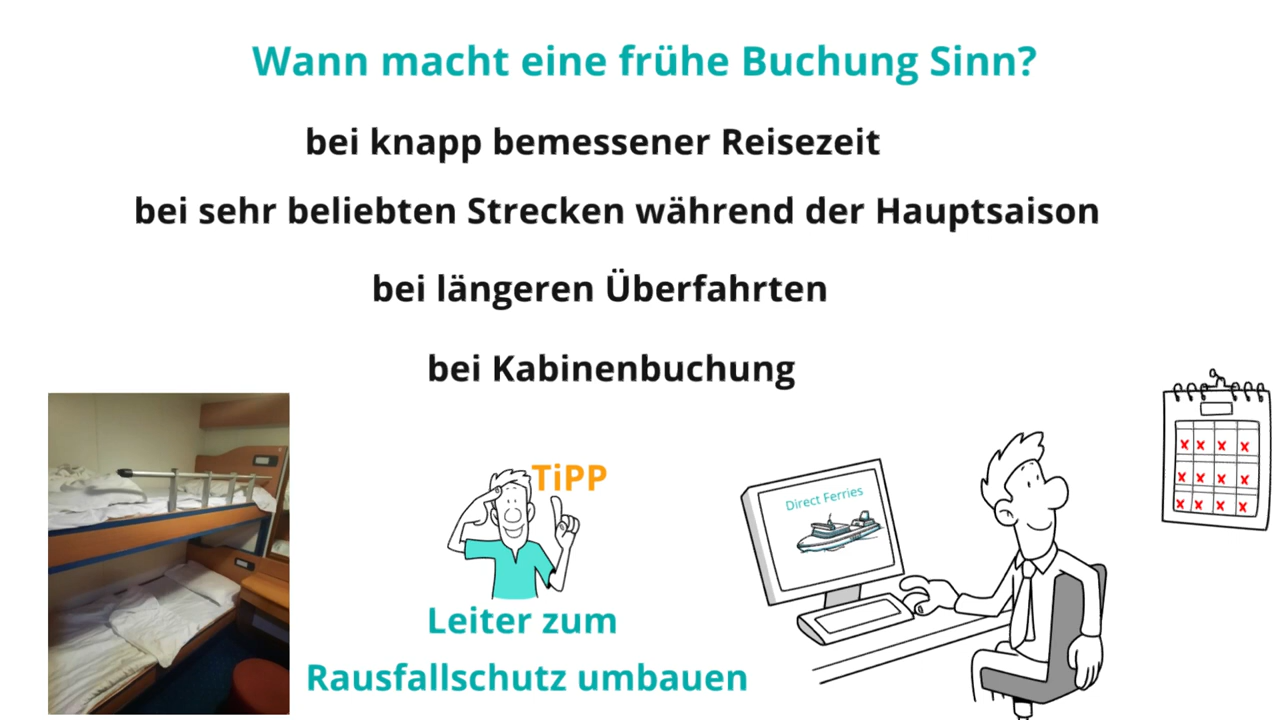 Wann macht eine frühe Buchung Sinn?
bei knapp bemessener Reisezeit
bei sehr beliebten Strecken während der Hauptsaison
bei längeren Überfahrten
bei Kabinenbuchung
TiPP
Direct Ferries
Leiter zum
Rausfallschutz umbauen